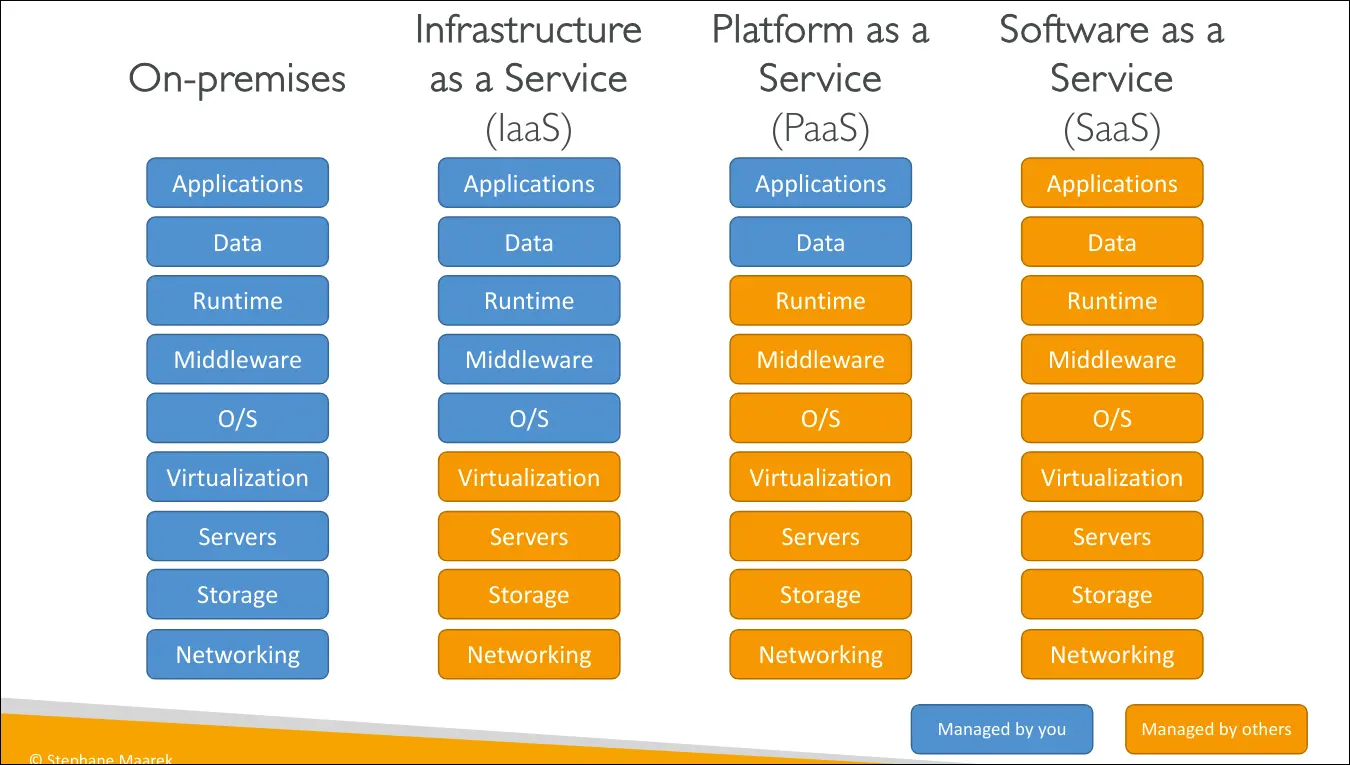 On-premises
Infrastructure
as a Service
(IaaS)
Platform as a
Service
(PaaS)
Software as a
Service
(SaaS)
Applications
Data
Runtime
Middleware
O/S
Virtualization
Servers
Storage
Networking
Applications
Data
Runtime
Middleware
O/S
Virtualization
Servers
Storage
Networking
Applications
Data
Runtime
Middleware
O/S
Virtualization
Servers
Storage
Networking
Applications
Data
Runtime
Middleware
O/S
Virtualization
Servers
Storage
Networking
Managed by you
Managed by others
© Stephane Maarek